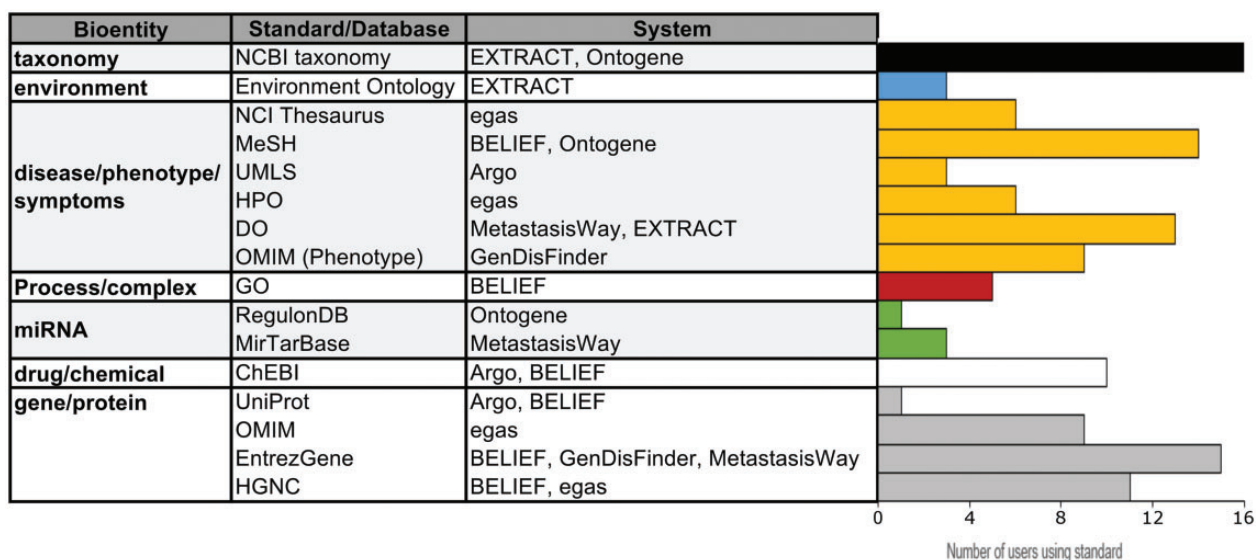 Bioentity Standard/Database System
taxonomy NCBI taxonomy EXTRACT, Ontogene
environment Environment Ontology EXTRACT
NCI Thesaurus egas
MeSH BELIEF, Ontogene
disease/phenotype/ UMLS Argo
symptoms HPO egas
DO MetastasisWay, EXTRACT
OMIM (Phenotype) GenDisFinder
Process/complex GO BELIEF
miRNA RegulonDB Ontogene
MirTarBase MetastasisWay
drug/chemical ChEBI Argo, BELIEF
gene/protein UniProt Argo, BELIEF
OMIM egas
EntrezGene BELIEF, GenDisFinder, MetastasisWay
HGNC BELIEF, egas
0 4 8 12 16
Number of users using standard